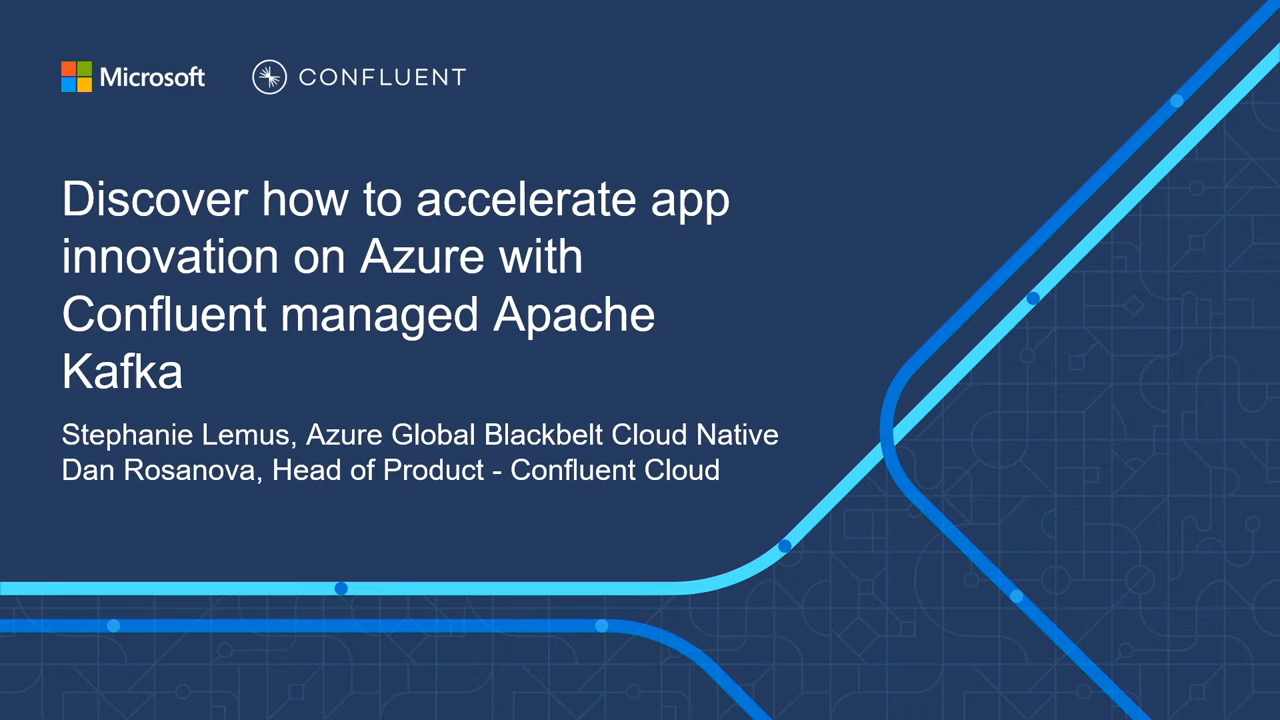 Microsoft
CONFLUENT
Discover how to accelerate app
innovation on Azure with
Confluent managed Apache
Kafka
Stephanie Lemus, Azure Global Blackbelt Cloud Native
Dan Rosanova, Head of Product - Confluent Cloud